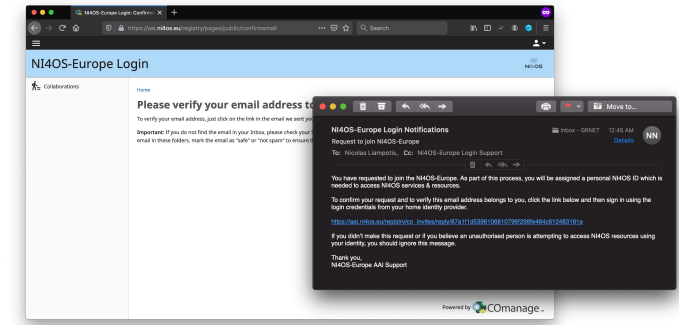 NI4OS-Europe Login: Confirma
https://aai.ni4os.eu/registry/pages/public/confirmemail
Search
NI4OS-Europe Login
NI4OS
Collaborations
Home
Please verify your email address to
To verify your email address, just click on the link in the email we sent you
Important: If you do not find the email in your Inbox, please check your
email in these folders, mark the email as "safe" or "not spam" to ensure
Powered by COmanage
Move to...
NI4OS-Europe Login Notifications
Inbox - GRNET 12:45 AM
NN
Request to join NI4OS-Europe
Details
To: Nicolas Liampotis, Cc: NI4OS-Europe Login Support
You have requested to join the NI4OS-Europe. As part of this process, you will be assigned a personal NI4OS ID which is
needed to access NI4OS services & resources.
To confirm your request and to verify this email address belongs to you, click the link below and then sign in using the
login credentials from your home identity provider.
https://aai.ni4os.eu/registry/co_invites/reply/87a1f1d5396106810796f298fe464c612483161e
If you didn't make this request or if you believe an unauthorised person is attempting to access NI4OS resources using
your identity, you should ignore this message.
Thank you,
NI4OS-Europe AAI Support